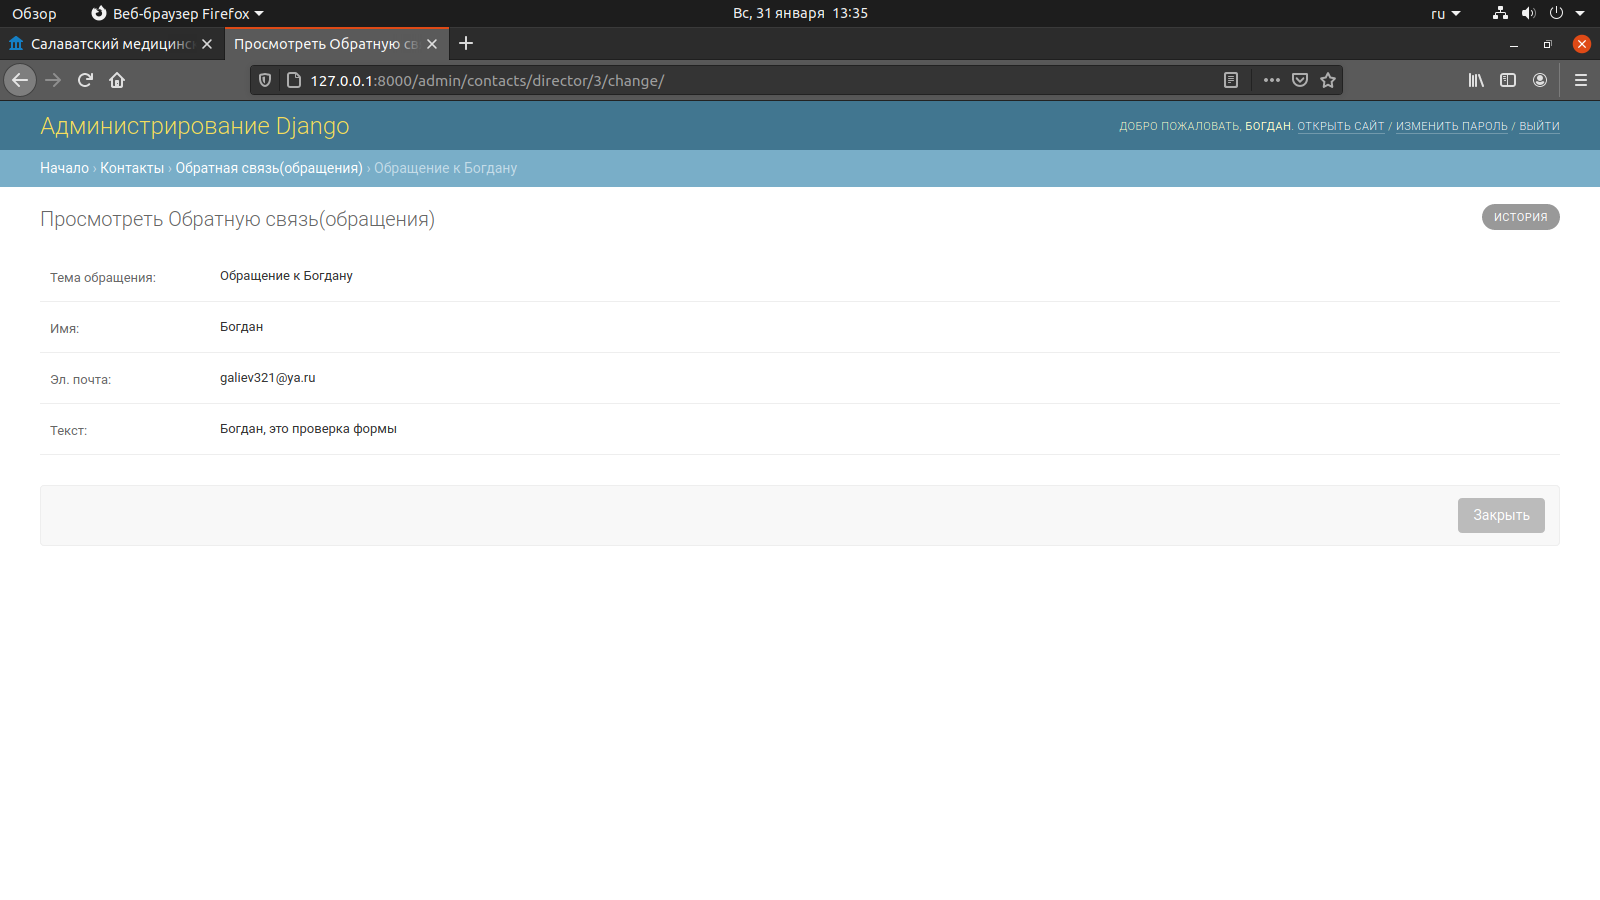 Обзор Веб-браузер Firefox Вс, 31 января 13:35 ru
Салаватский медицинс Просмотреть Обратную св
127.0.0.1:8000/admin/contacts/director/3/change/
Администрирование Django ДОБРО ПОЖАЛОВАТЬ, БОГДАН. ОТКРЫТЬ САЙТ / ИЗМЕНИТЬ ПАРОЛЬ / ВЫЙТИ
Начало › Контакты › Обратная связь(обращения) › Обращение к Богдану
Просмотреть Обратную связь(обращения) ИСТОРИЯ
Тема обращения: Обращение к Богдану
Имя: Богдан
Эл. почта: galiev321@ya.ru
Текст: Богдан, это проверка формы
Закрыть